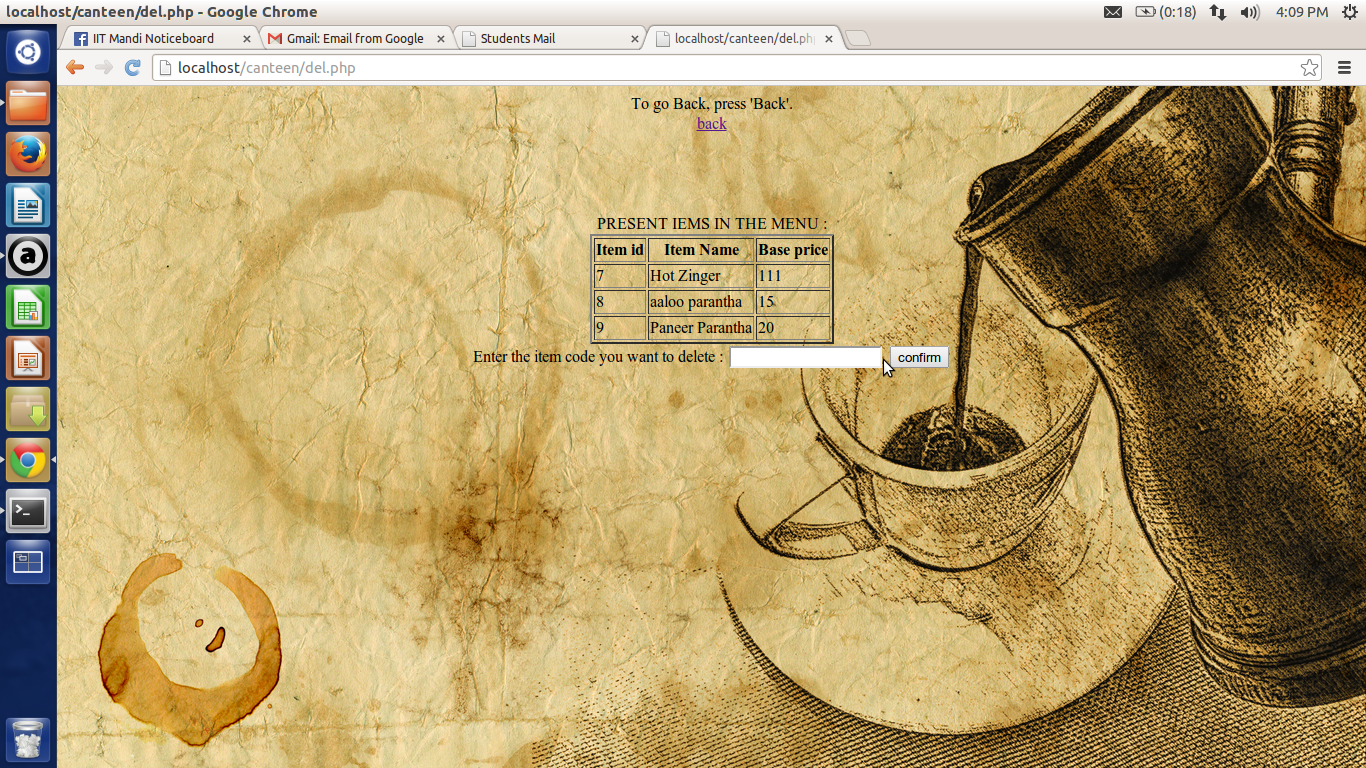 localhost/canteen/del.php - Google Chrome
(0:18)
4:09 PM
IIT Mandi Noticeboard
Gmail: Email from Google
Students Mail
localhost/canteen/del.ph
localhost/canteen/del.php
To go Back, press 'Back'.
back
PRESENT IEMS IN THE MENU :
Item id Item Name Base price
7 Hot Zinger 111
8 aaloo parantha 15
9 Paneer Parantha 20
Enter the item code you want to delete : confirm